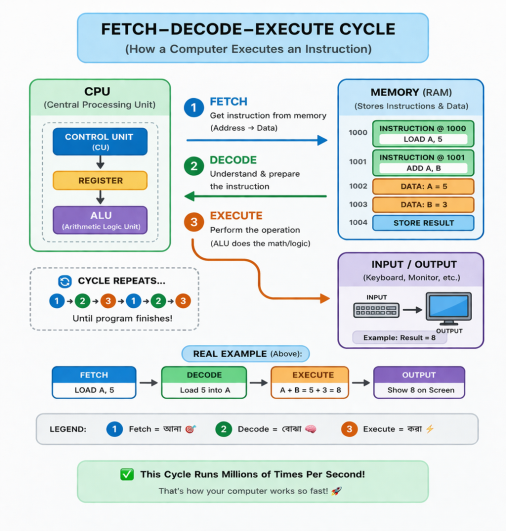 FETCH–DECODE–EXECUTE CYCLE
(How a Computer Executes an Instruction)
CPU
(Central Processing Unit)
CONTROL UNIT
(CU)
REGISTER
ALU
(Arithmetic Logic Unit)
1 FETCH
Get instruction from memory
(Address → Data)
2 DECODE
Understand & prepare
the instruction
3 EXECUTE
Perform the operation
(ALU does the math/logic)
MEMORY (RAM)
(Stores Instructions & Data)
1000 INSTRUCTION @ 1000
LOAD A, 5
1001 INSTRUCTION @ 1001
ADD A, B
1002 DATA: A = 5
1003 DATA: B = 3
1004 STORE RESULT
INPUT / OUTPUT
(Keyboard, Monitor, etc.)
INPUT
OUTPUT
Example: Result = 8
CYCLE REPEATS...
1 → 2 → 3 → 1 → 2 → 3
Until program finishes!
REAL EXAMPLE (Above):
FETCH
LOAD A, 5
DECODE
Load 5 into A
EXECUTE
A + B = 5 + 3 = 8
OUTPUT
Show 8 on Screen
LEGEND: 1 Fetch = আনা 🎯 2 Decode = বোঝা 🧠 3 Execute = করা ⚡
✅ This Cycle Runs Millions of Times Per Second!
That's how your computer works so fast! 🚀